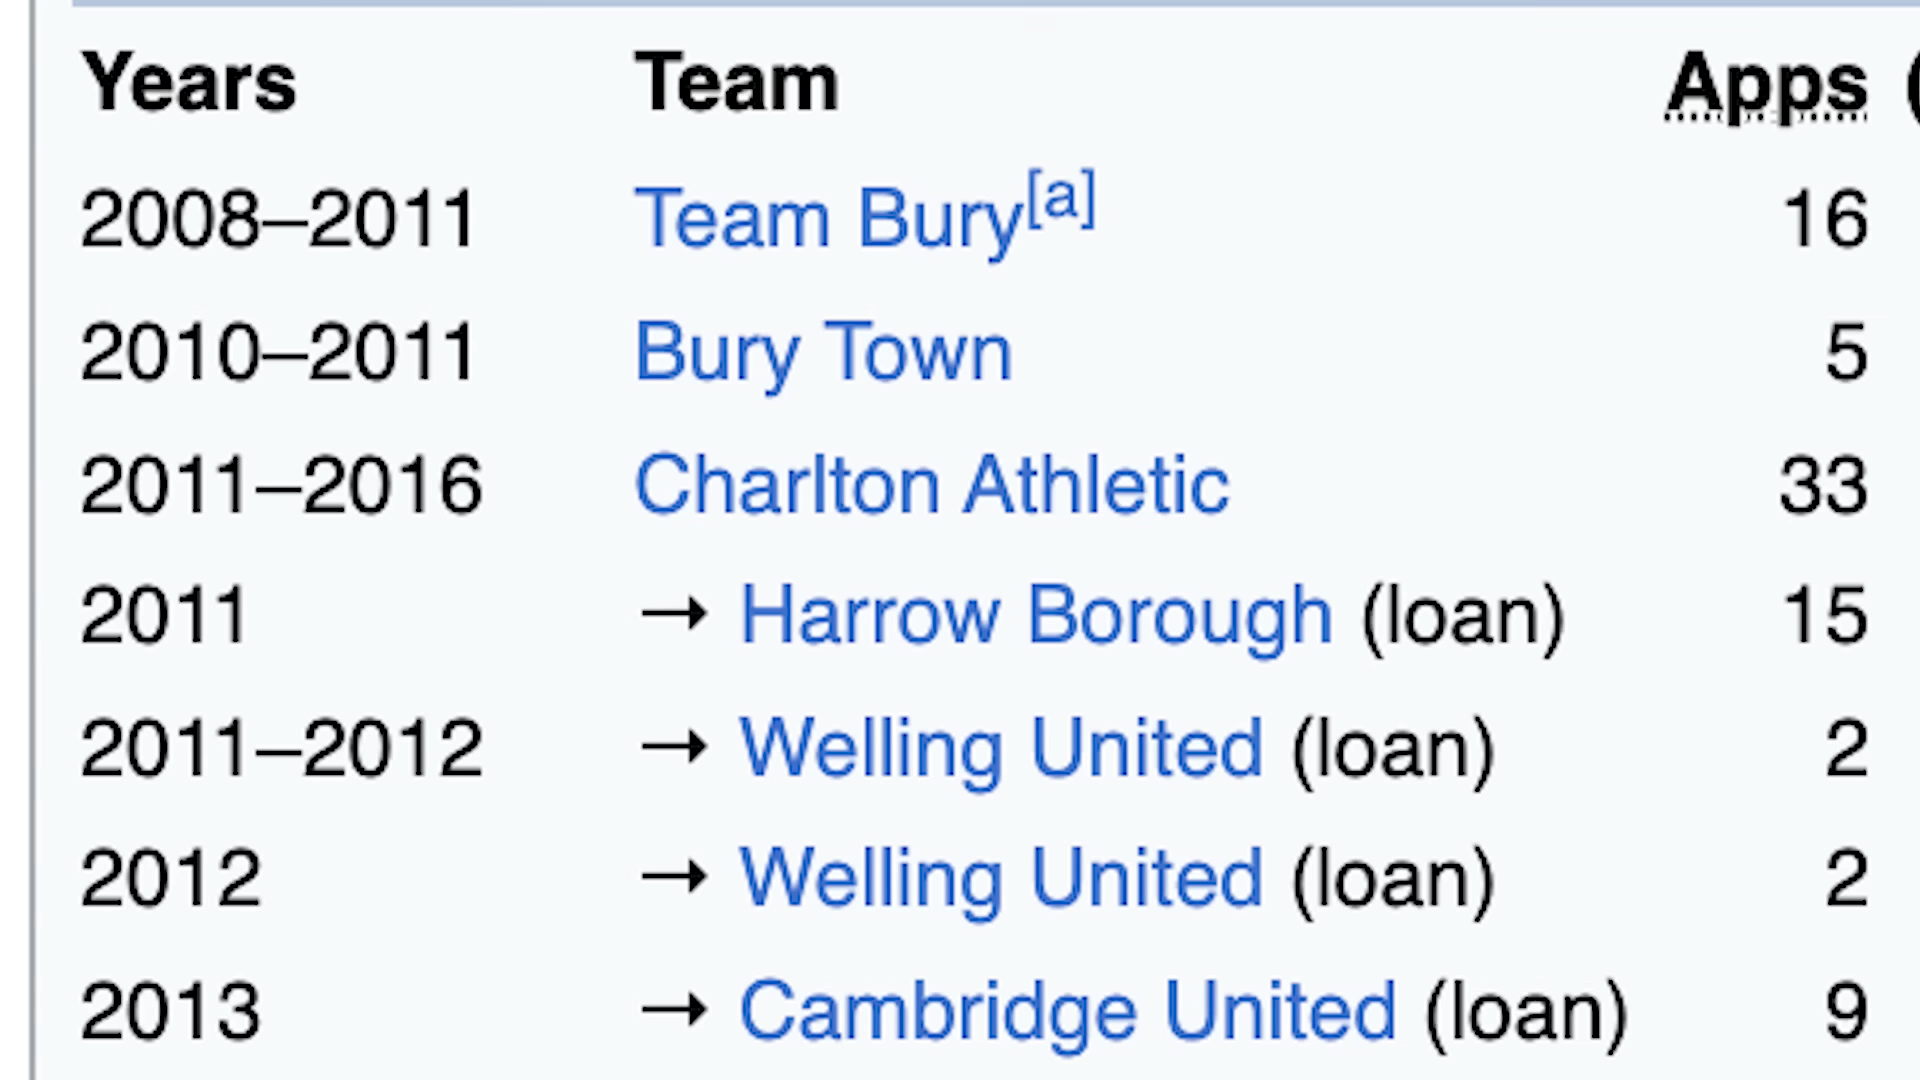 Years Team Apps (
2008–2011 Team Bury[a] 16
2010–2011 Bury Town 5
2011–2016 Charlton Athletic 33
2011 → Harrow Borough (loan) 15
2011–2012 → Welling United (loan) 2
2012 → Welling United (loan) 2
2013 → Cambridge United (loan) 9